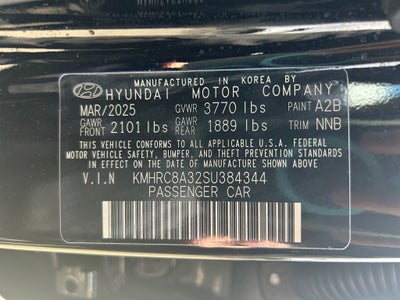 MANUFACTURED IN KOREA BY
HYUNDAI MOTOR COMPANY
MAR/2025 GVWR 3770 lbs PAINT A2B
GAWR FRONT 2101 lbs GAWR REAR 1889 lbs TRIM NNB
THIS VEHICLE CONFORMS TO ALL APPLICABLE U.S.A. FEDERAL
MOTOR VEHICLE SAFETY, BUMPER, AND THEFT PREVENTION STANDARDS
IN EFFECT ON THE DATE OF MANUFACTURE SHOWN ABOVE.
V.I.N KMHRC8A32SU384344
PASSENGER CAR